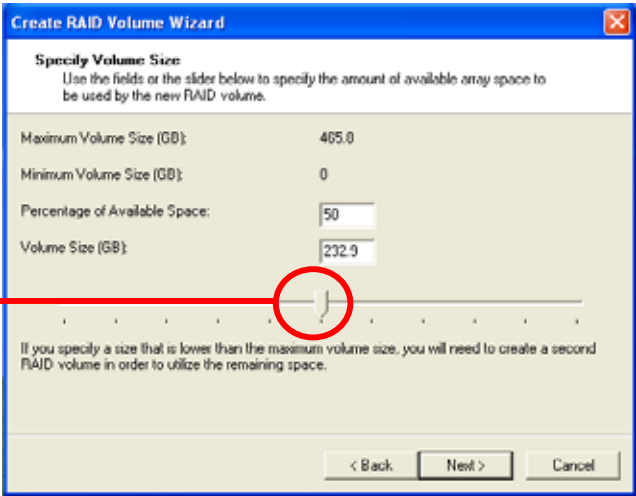 Create RAID Volume Wizard
Specify Volume Size
Use the fields or the slider below to specify the amount of available array space to
be used by the new RAID volume.
Maximum Volume Size (GB): 465.8
Minimum Volume Size (GB): 0
Percentage of Available Space: 50
Volume Size (GB): 232.9
If you specify a size that is lower than the maximum volume size, you will need to create a second
RAID volume in order to utilize the remaining space.
< Back Next > Cancel